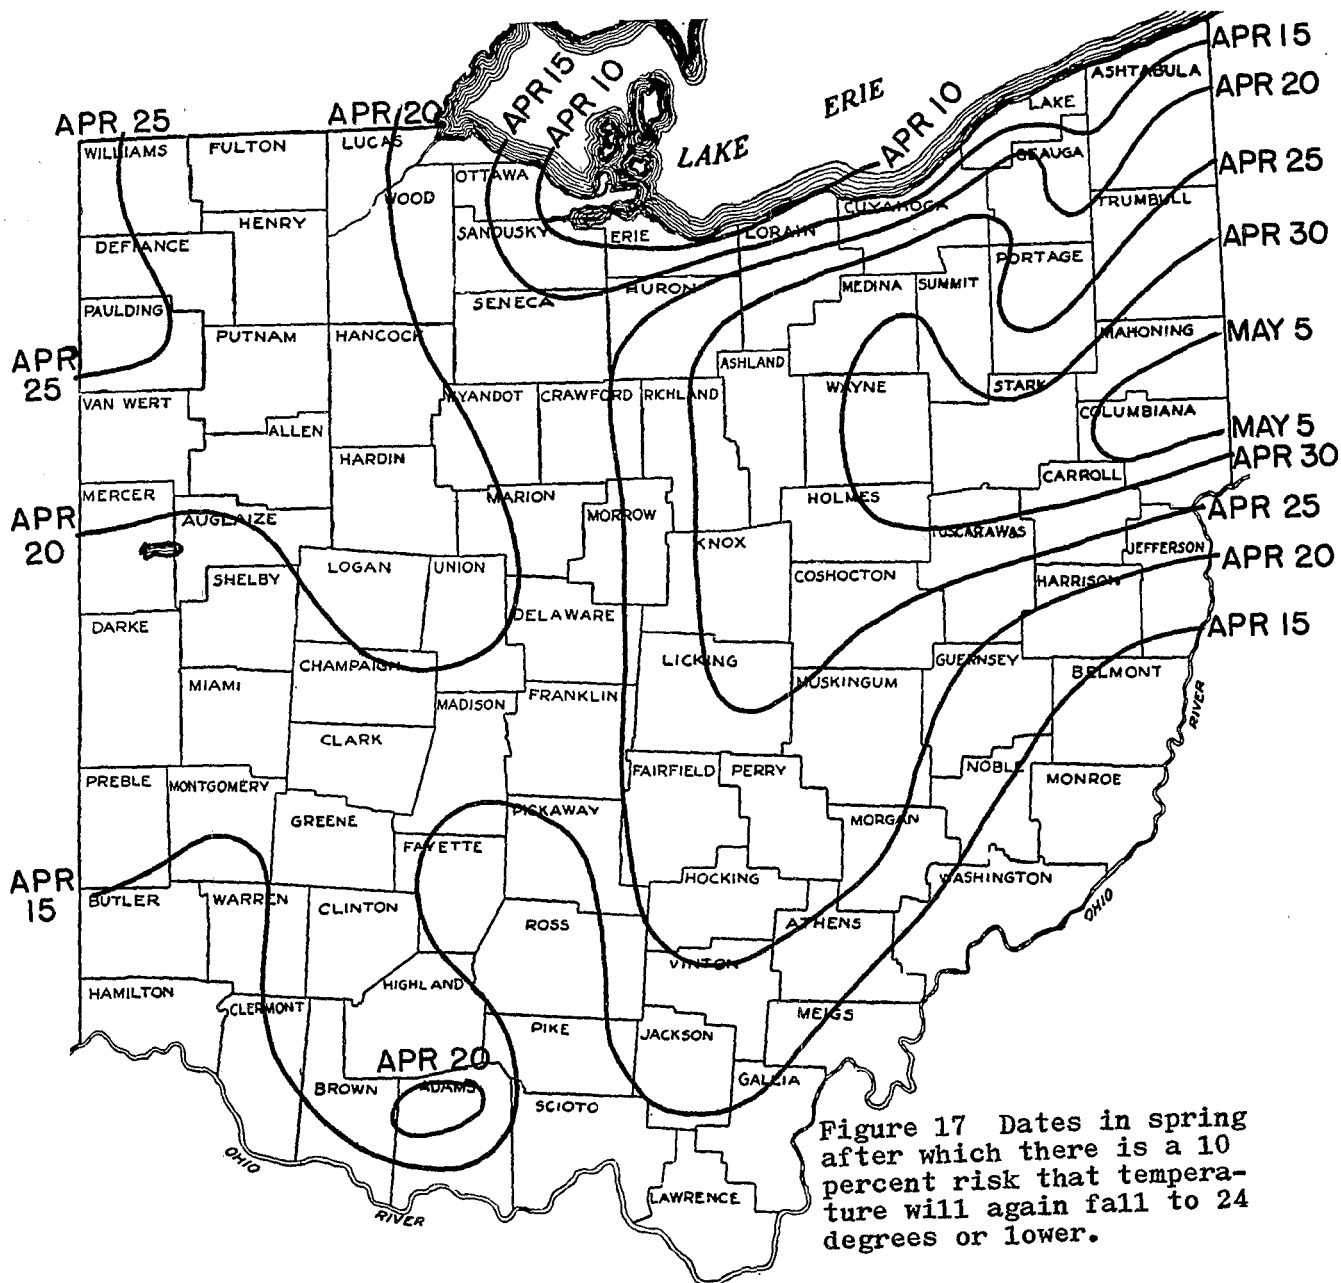 APR 15
APR 10
ERIE
LAKE
APR 10
APR 15
APR 20
APR 25
APR 30
MAY 5
MAY 5
APR 30
APR 25
APR 20
APR 15
APR 25
APR 20
APR
25
APR
20
APR
15
APR 20
WILLIAMS
FULTON
LUCAS
OTTAWA
WOOD
HENRY
DEFIANCE
SANDUSKY
ERIE
LORAIN
CUYAHOGA
LAKE
ASHTABULA
GEAUGA
TRUMBULL
PAULDING
PUTNAM
HANCOCK
SENECA
HURON
MEDINA
SUMMIT
PORTAGE
MAHONING
VAN WERT
ALLEN
WYANDOT
CRAWFORD
RICHLAND
ASHLAND
WAYNE
STARK
COLUMBIANA
HARDIN
MERCER
AUGLAIZE
MARION
MORROW
KNOX
HOLMES
CARROLL
TUSCARAWAS
JEFFERSON
SHELBY
LOGAN
UNION
COSHOCTON
HARRISON
DARKE
DELAWARE
CHAMPAIGN
LICKING
GUERNSEY
BELMONT
MIAMI
MADISON
FRANKLIN
MUSKINGUM
CLARK
PREBLE
MONTGOMERY
FAIRFIELD
PERRY
NOBLE
MONROE
GREENE
FAYETTE
PICKAWAY
MORGAN
HOCKING
WASHINGTON
BUTLER
WARREN
CLINTON
ROSS
ATHENS
VINTON
HAMILTON
CLERMONT
HIGHLAND
PIKE
JACKSON
MEIGS
GALLIA
BROWN
ADAMS
SCIOTO
LAWRENCE
OHIO
RIVER
OHIO
RIVER
Figure 17 Dates in spring
after which there is a 10
percent risk that tempera-
ture will again fall to 24
degrees or lower.